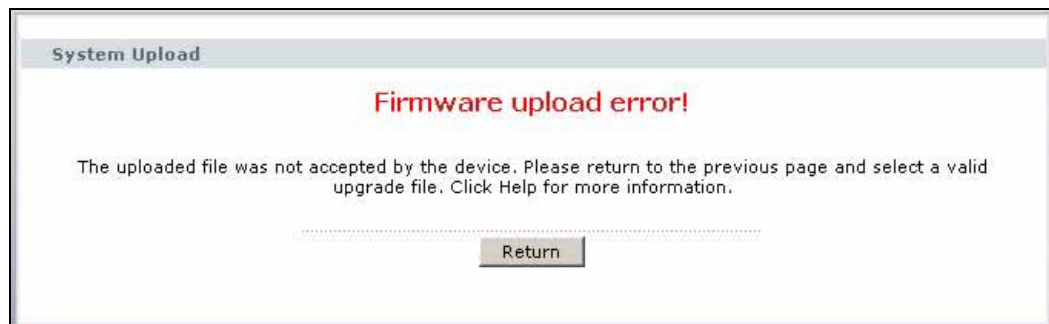 System Upload
Firmware upload error!
The uploaded file was not accepted by the device. Please return to the previous page and select a valid
upgrade file. Click Help for more information.
Return